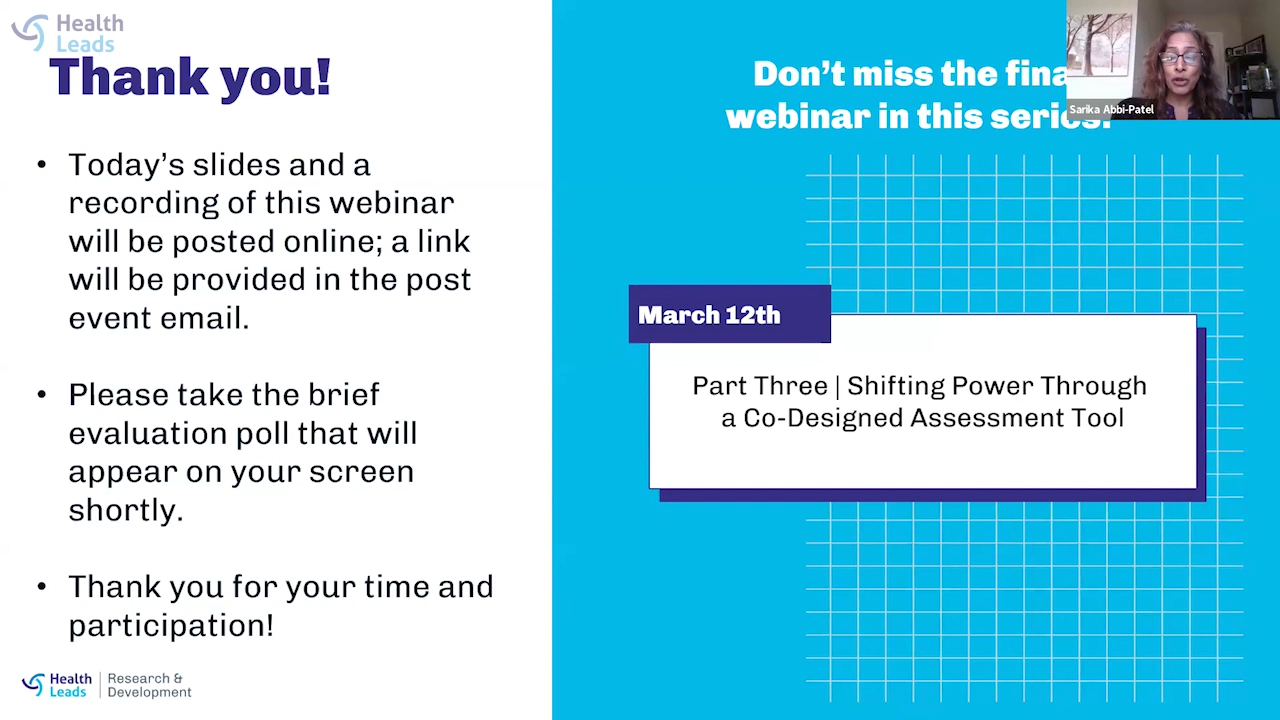 Health
Leads
Thank you!
• Today's slides and a
recording of this webinar
will be posted online; a link
will be provided in the post
event email.
• Please take the brief
evaluation poll that will
appear on your screen
shortly.
• Thank you for your time and
participation!
Health
Leads
Research &
Development
Don't miss the
webinar in this
March 12th
Part Three | Shifting Power Through
a Co-Designed Assessment Tool
Sarika Abbi-Patel